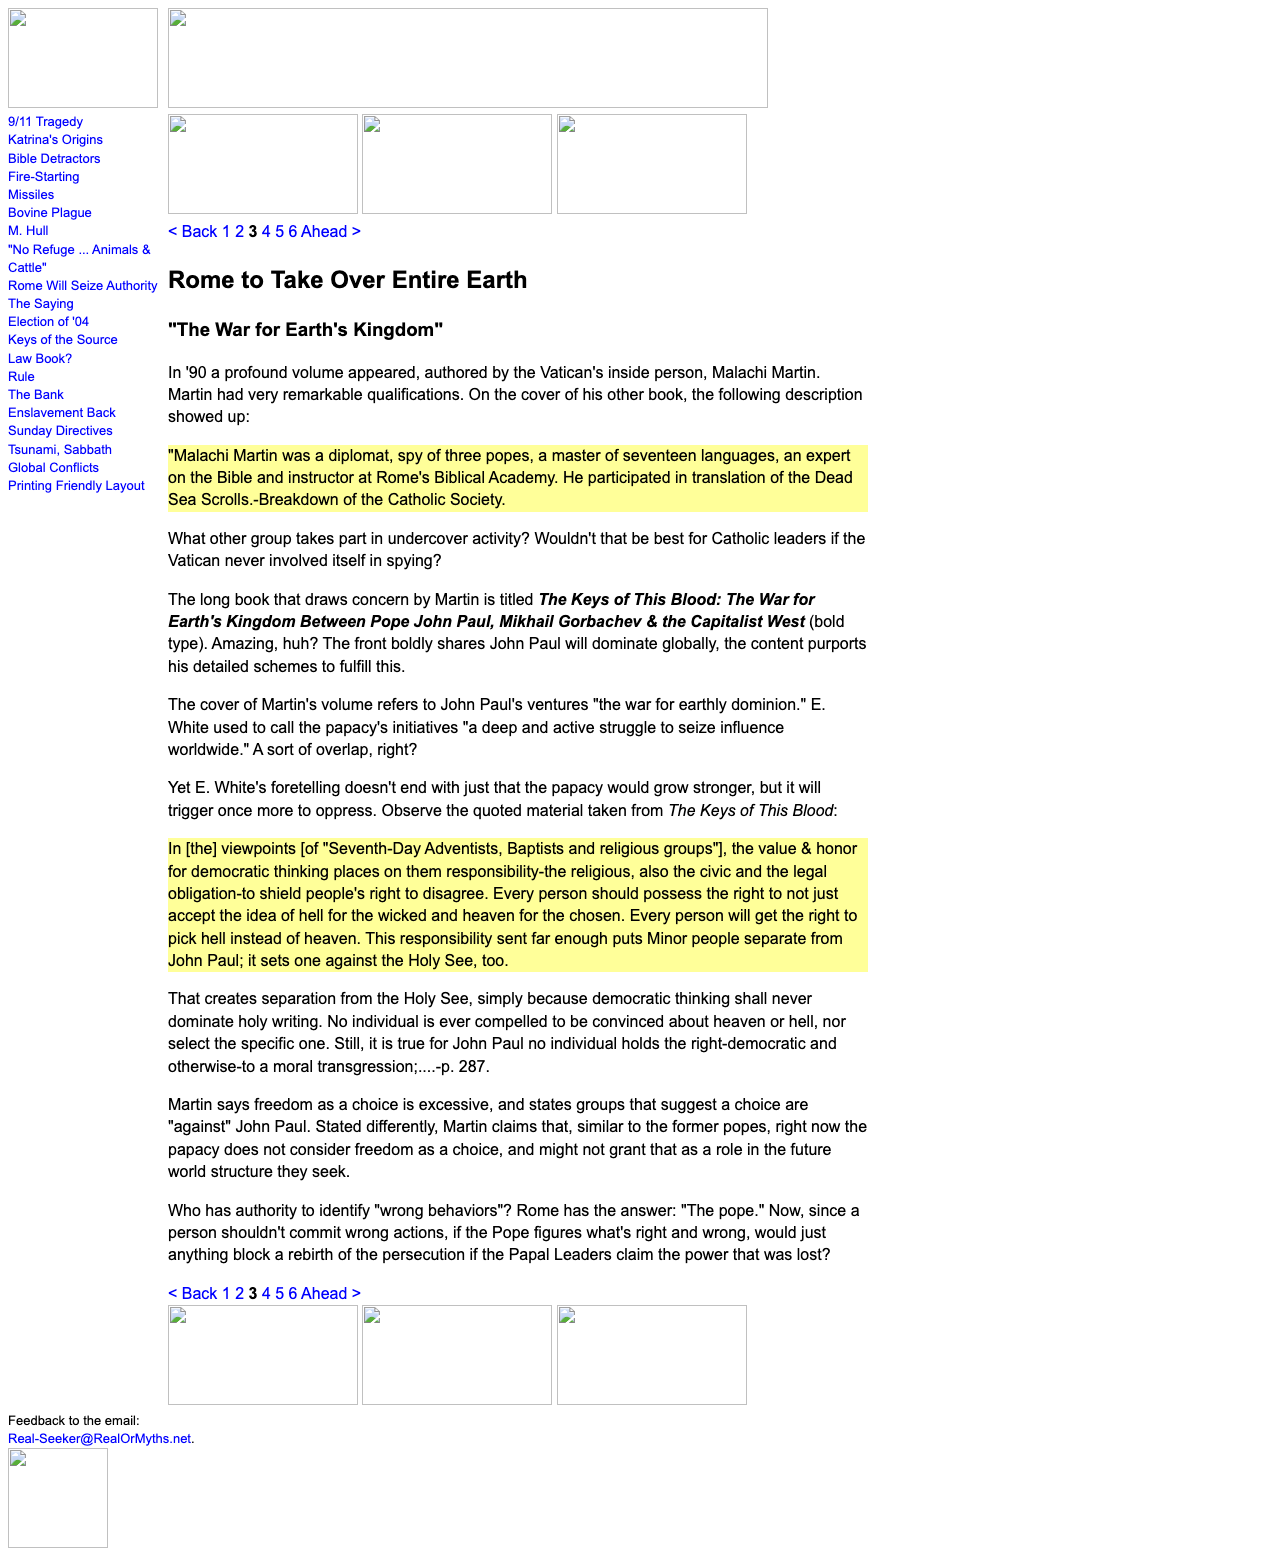 9/11 Tragedy
Katrina's Origins
Bible Detractors
Fire-Starting
Missiles
Bovine Plague
M. Hull
"No Refuge ... Animals &
Cattle"
Rome Will Seize Authority
The Saying
Election of '04
Keys of the Source
Law Book?
Rule
The Bank
Enslavement Back
Sunday Directives
Tsunami, Sabbath
Global Conflicts
Printing Friendly Layout
< Back 1 2 3 4 5 6 Ahead >
Rome to Take Over Entire Earth
"The War for Earth's Kingdom"
In '90 a profound volume appeared, authored by the Vatican's inside person, Malachi Martin.
Martin had very remarkable qualifications. On the cover of his other book, the following description
showed up:
"Malachi Martin was a diplomat, spy of three popes, a master of seventeen languages, an expert
on the Bible and instructor at Rome's Biblical Academy. He participated in translation of the Dead
Sea Scrolls.-Breakdown of the Catholic Society.
What other group takes part in undercover activity? Wouldn't that be best for Catholic leaders if the
Vatican never involved itself in spying?
The long book that draws concern by Martin is titled The Keys of This Blood: The War for
Earth's Kingdom Between Pope John Paul, Mikhail Gorbachev & the Capitalist West (bold
type). Amazing, huh? The front boldly shares John Paul will dominate globally, the content purports
his detailed schemes to fulfill this.
The cover of Martin's volume refers to John Paul's ventures "the war for earthly dominion." E.
White used to call the papacy's initiatives "a deep and active struggle to seize influence
worldwide." A sort of overlap, right?
Yet E. White's foretelling doesn't end with just that the papacy would grow stronger, but it will
trigger once more to oppress. Observe the quoted material taken from The Keys of This Blood:
In [the] viewpoints [of "Seventh-Day Adventists, Baptists and religious groups"], the value & honor
for democratic thinking places on them responsibility-the religious, also the civic and the legal
obligation-to shield people's right to disagree. Every person should possess the right to not just
accept the idea of hell for the wicked and heaven for the chosen. Every person will get the right to
pick hell instead of heaven. This responsibility sent far enough puts Minor people separate from
John Paul; it sets one against the Holy See, too.
That creates separation from the Holy See, simply because democratic thinking shall never
dominate holy writing. No individual is ever compelled to be convinced about heaven or hell, nor
select the specific one. Still, it is true for John Paul no individual holds the right-democratic and
otherwise-to a moral transgression;....-p. 287.
Martin says freedom as a choice is excessive, and states groups that suggest a choice are
"against" John Paul. Stated differently, Martin claims that, similar to the former popes, right now the
papacy does not consider freedom as a choice, and might not grant that as a role in the future
world structure they seek.
Who has authority to identify "wrong behaviors"? Rome has the answer: "The pope." Now, since a
person shouldn't commit wrong actions, if the Pope figures what's right and wrong, would just
anything block a rebirth of the persecution if the Papal Leaders claim the power that was lost?
< Back 1 2 3 4 5 6 Ahead >
Feedback to the email:
Real-Seeker@RealOrMyths.net.